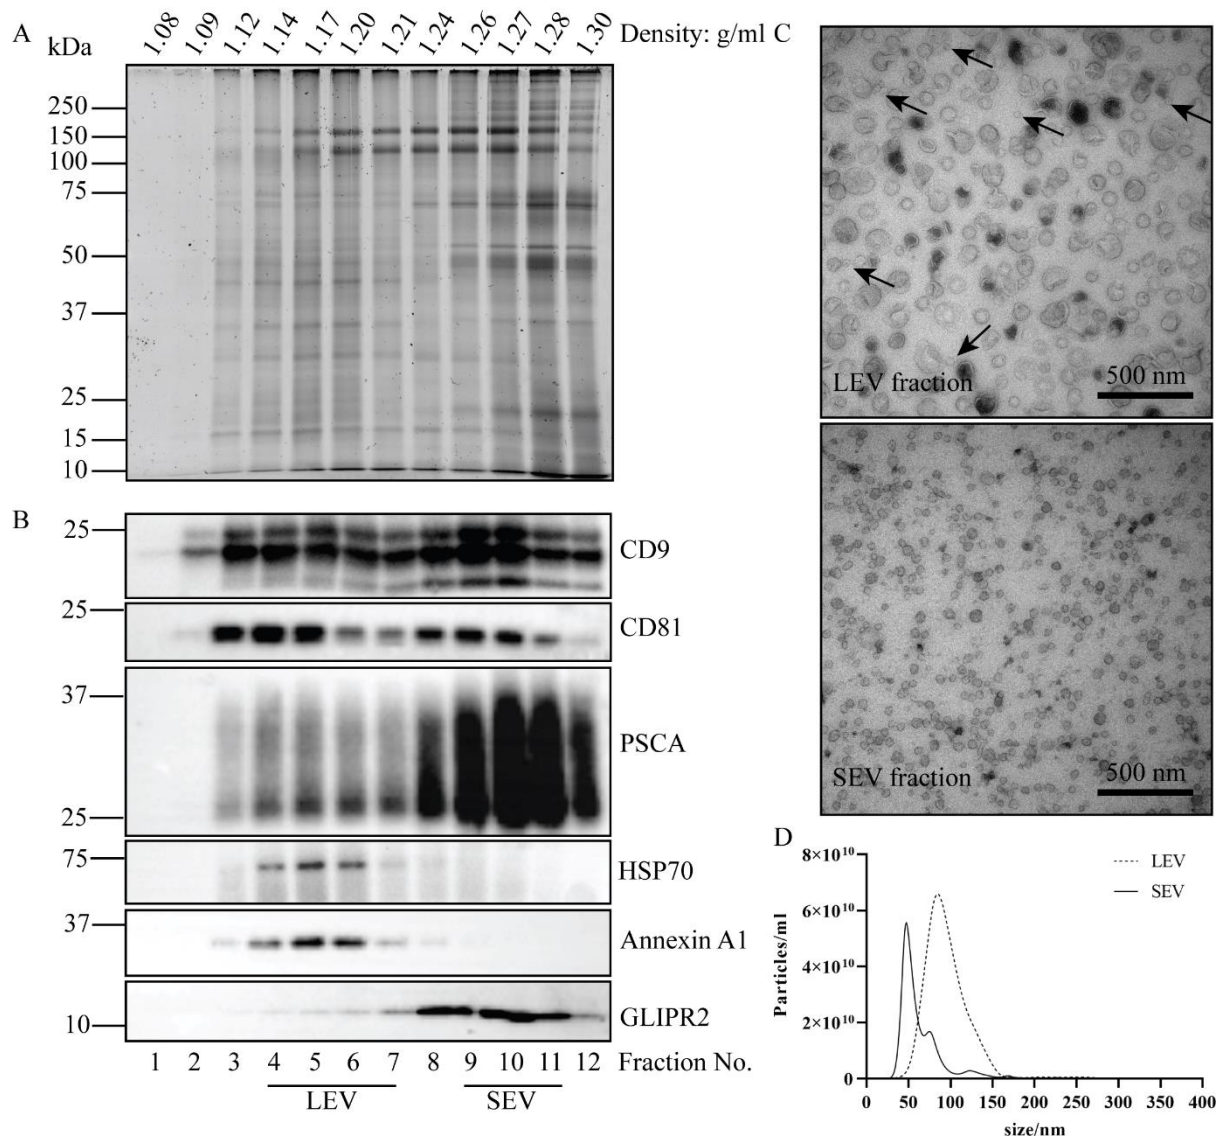 A
kDa
1.08 1.09 1.12 1.14 1.17 1.20 1.21 1.24 1.26 1.27 1.28 1.30
Density: g/ml
250
150
100
75
50
37
25
15
10
B
25
CD9
25
CD81
37
PSCA
25
75
HSP70
37
Annexin A1
10
GLIPR2
1 2 3 4 5 6 7 8 9 10 11 12 Fraction No.
LEV SEV
C
LEV fraction
500 nm
SEV fraction
500 nm
D
8×10¹⁰
6×10¹⁰
4×10¹⁰
2×10¹⁰
0
Particles/ml
LEV
SEV
0 50 100 150 200 250 300 350 400
size/nm